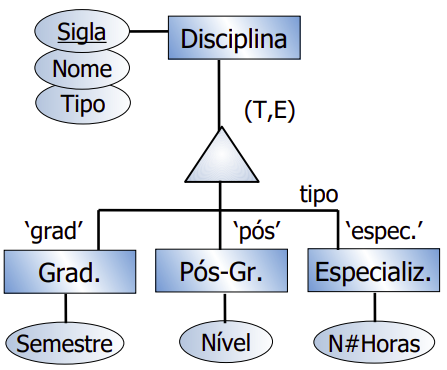 Sigla
Disciplina
Nome
Tipo
(T,E)
tipo
‘grad’
‘pós’
‘espec.’
Grad.
Pós-Gr.
Especializ.
Semestre
Nível
N#Horas